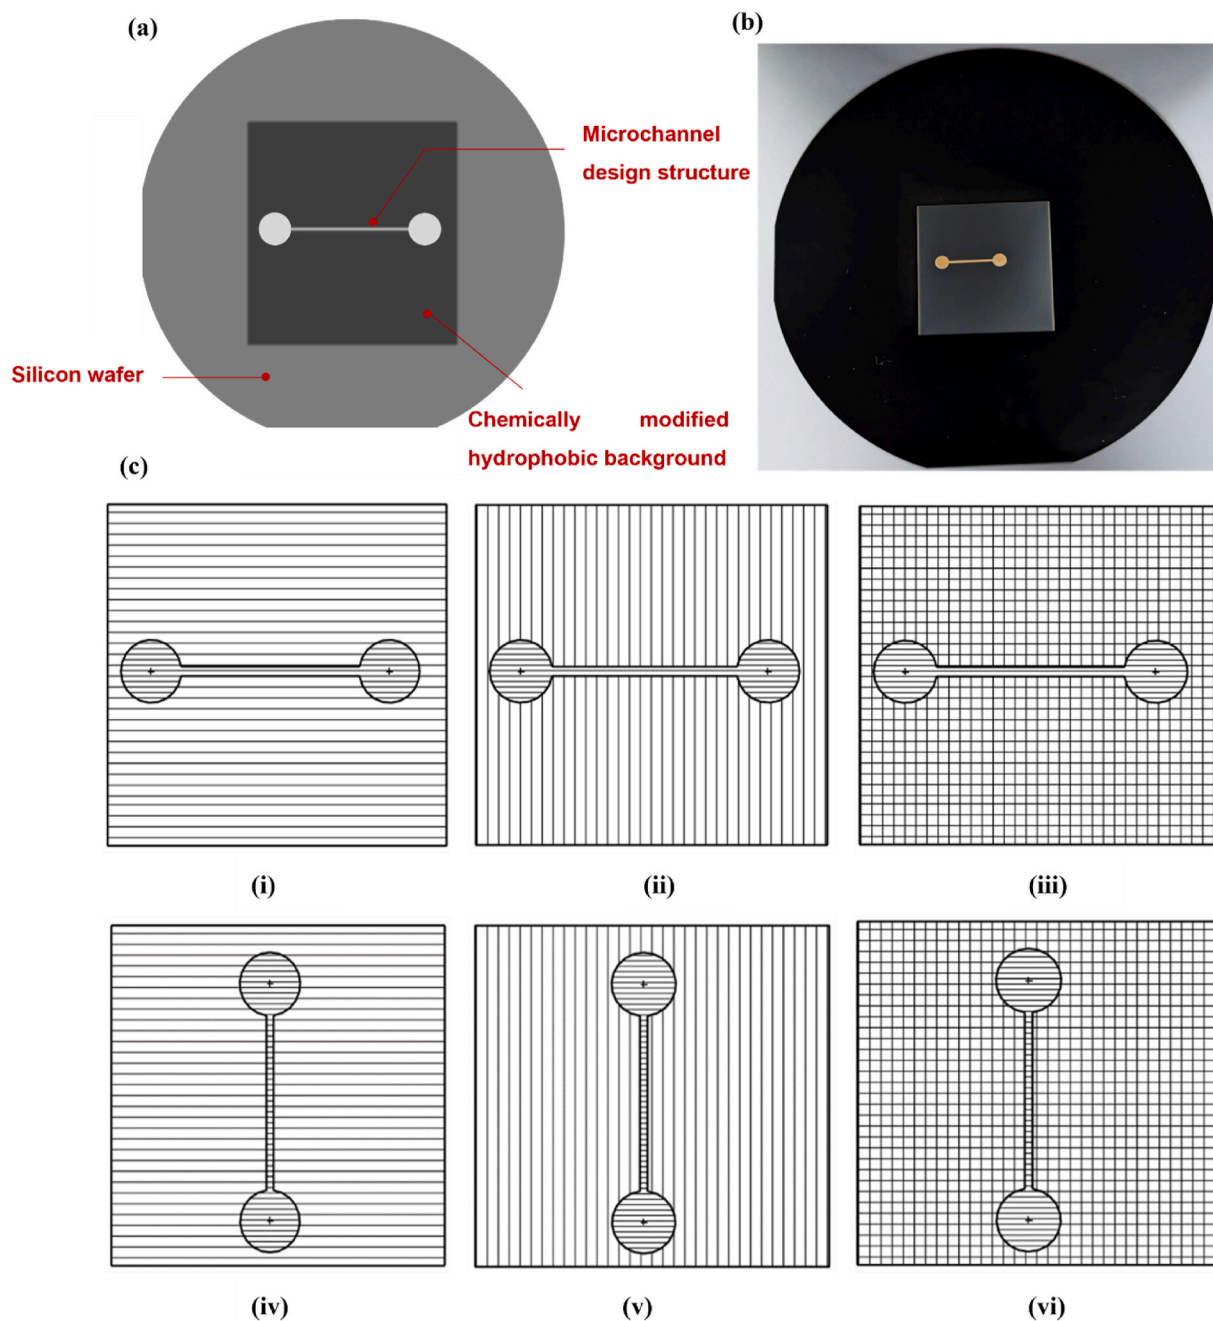 (a)
(b)
Microchannel
design structure
Silicon wafer
Chemically modified
hydrophobic background
(c)
(i)
(ii)
(iii)
(iv)
(v)
(vi)